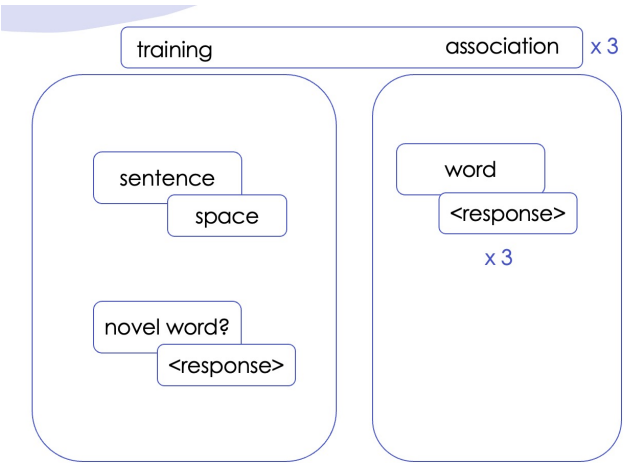 training association x 3
sentence
space
novel word?
<response>
word
<response>
x 3